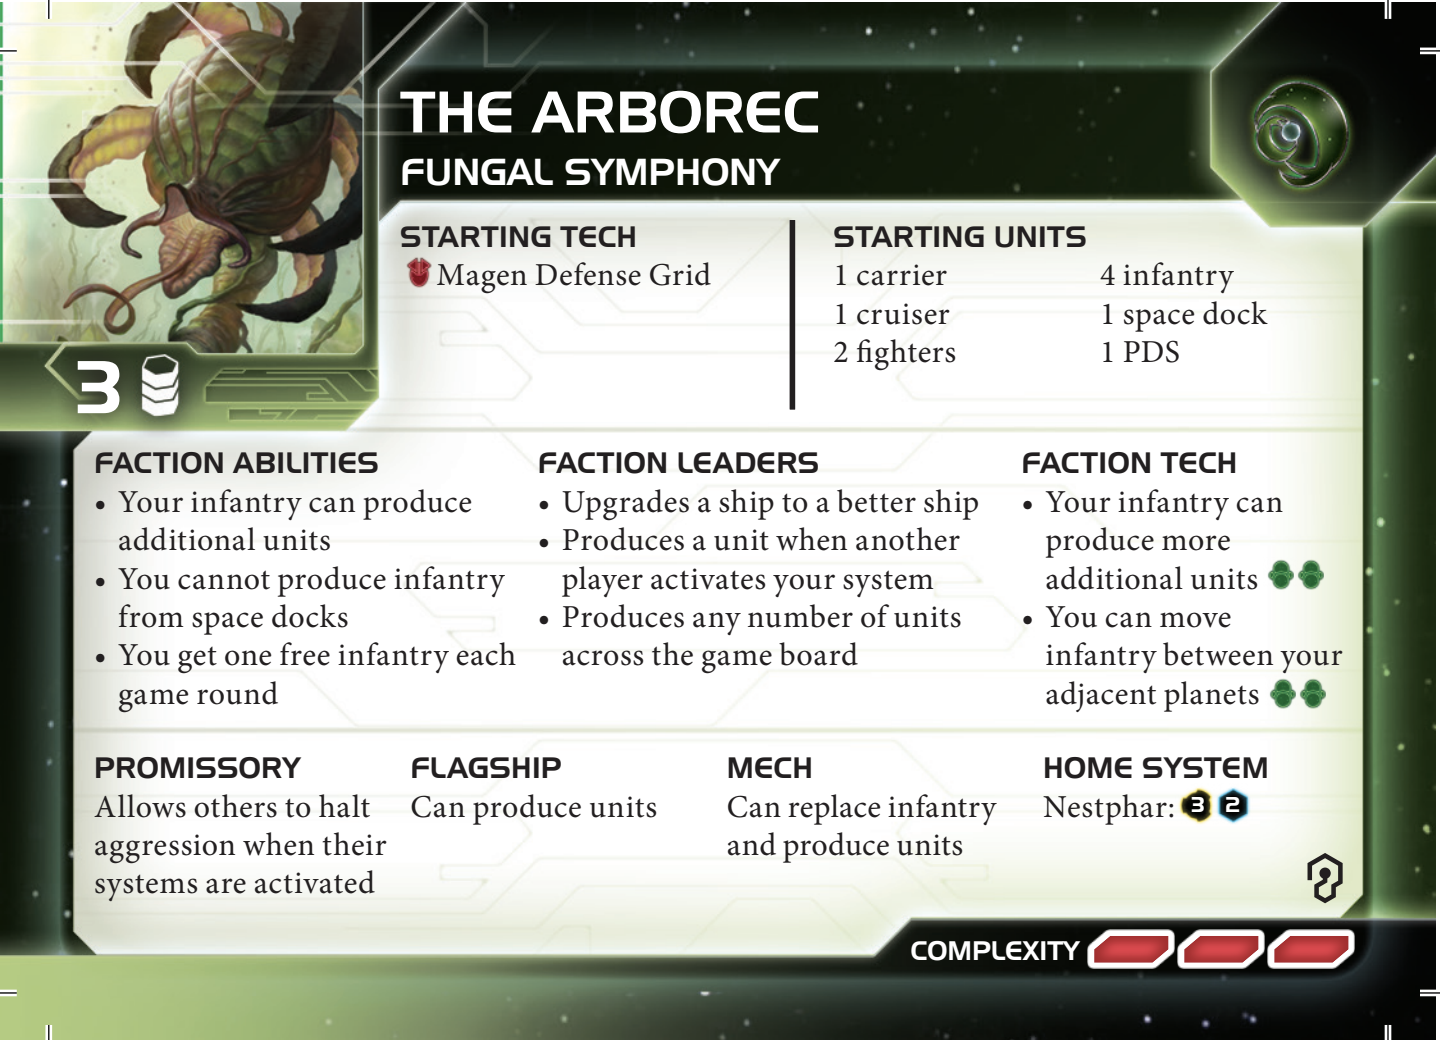 THE ARBOREC
FUNGAL SYMPHONY
3
STARTING TECH
Magen Defense Grid
STARTING UNITS
1 carrier
1 cruiser
2 fighters
4 infantry
1 space dock
1 PDS
FACTION ABILITIES
• Your infantry can produce
additional units
• You cannot produce infantry
from space docks
• You get one free infantry each
game round
FACTION LEADERS
• Upgrades a ship to a better ship
• Produces a unit when another
player activates your system
• Produces any number of units
across the game board
FACTION TECH
• Your infantry can
produce more
additional units
• You can move
infantry between your
adjacent planets
PROMISSORY
Allows others to halt
aggression when their
systems are activated
FLAGSHIP
Can produce units
MECH
Can replace infantry
and produce units
HOME SYSTEM
Nestphar: 3 2
COMPLEXITY